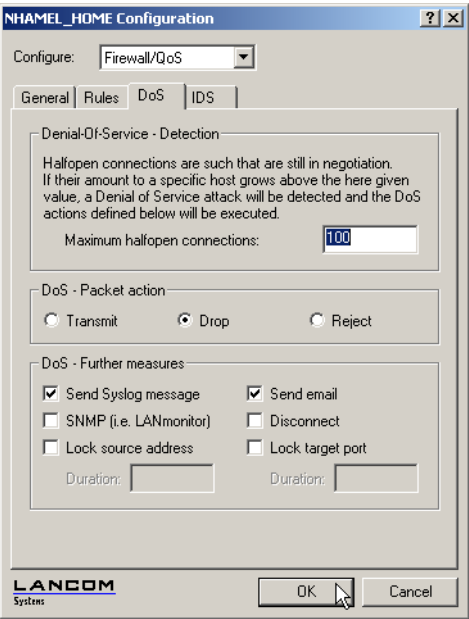 NHAMEL_HOME Configuration
Configure: Firewall/QoS
General Rules DoS IDS
Denial-Of-Service - Detection
Halfopen connections are such that are still in negotiation.
If their amount to a specific host grows above the here given
value, a Denial of Service attack will be detected and the DoS
actions defined below will be executed.
Maximum halfopen connections: 100
DoS - Packet action
Transmit Drop Reject
DoS - Further measures
Send Syslog message Send email
SNMP (i.e. LANmonitor) Disconnect
Lock source address Lock target port
Duration: Duration:
LANCOM
Systems
OK Cancel